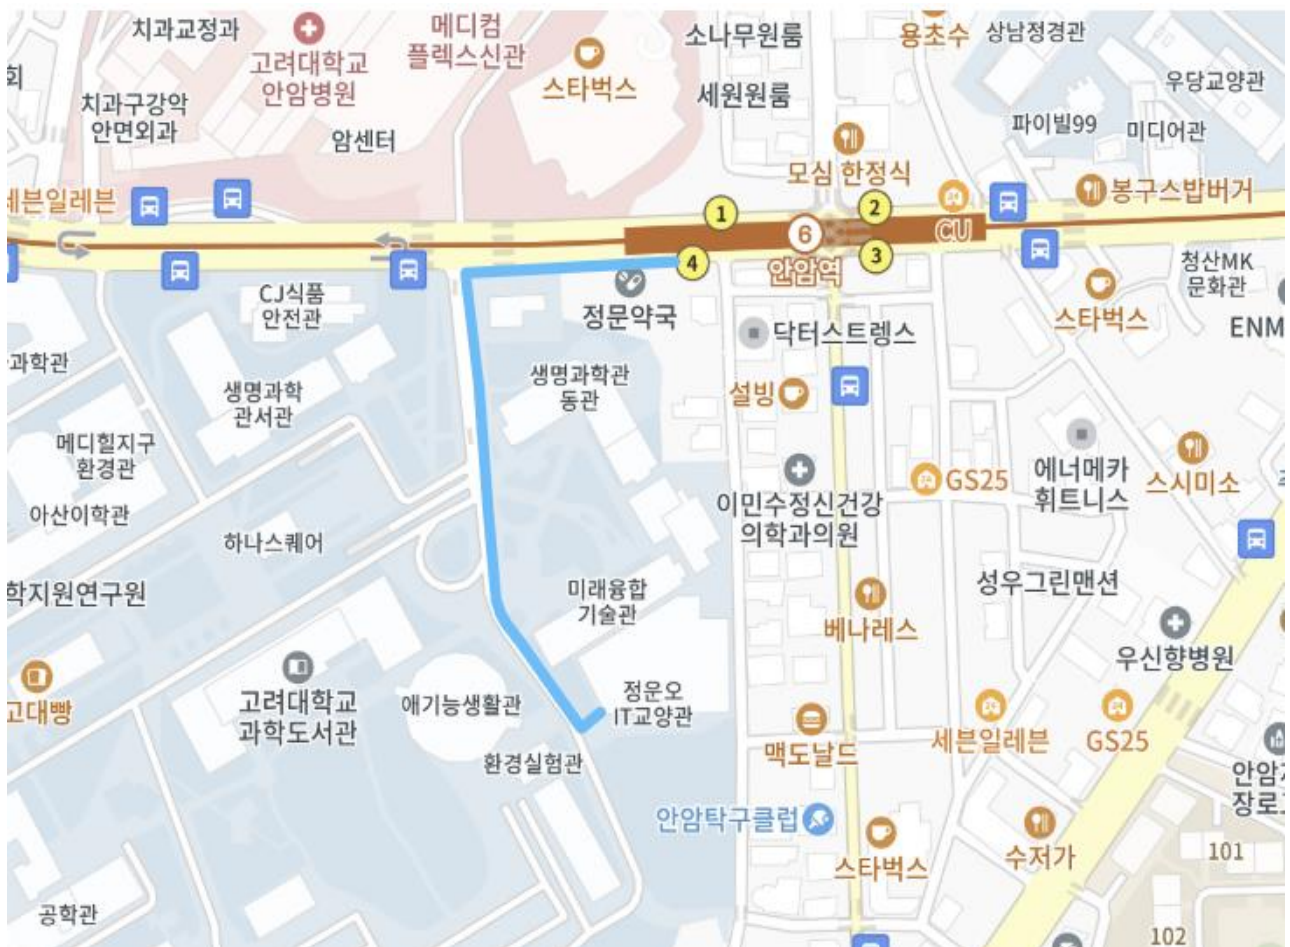 치과교정과
고려대학교
안암병원
메디컴
플렉스신관
스타벅스
소나무원룸
세원원룸
용초수
상남정경관
우당교양관
회
치과구강악
안면외과
암센터
파이빌99
미디어관
모심 한정식
세븐일레븐
봉구스밥버거
1
2
CU
6
안암역
4
3
CJ식품
안전관
정문약국
청산MK
문화관
스타벅스
ENM
닥터스트렝스
과학관
생명과학
관서관
생명과학관
동관
설빙
메디힐지구
환경관
에너메카
휘트니스
스시미소
GS25
이민수정신건강
의학과의원
아산이학관
하나스퀘어
학지원연구원
미래융합
기술관
성우그린맨션
베나레스
우신향병원
고려대학교
과학도서관
애기능생활관
정운오
IT교양관
고대빵
맥도날드
세븐일레븐
GS25
환경실험관
안암
장로
안암탁구클럽
스타벅스
수저가
101
공학관
102